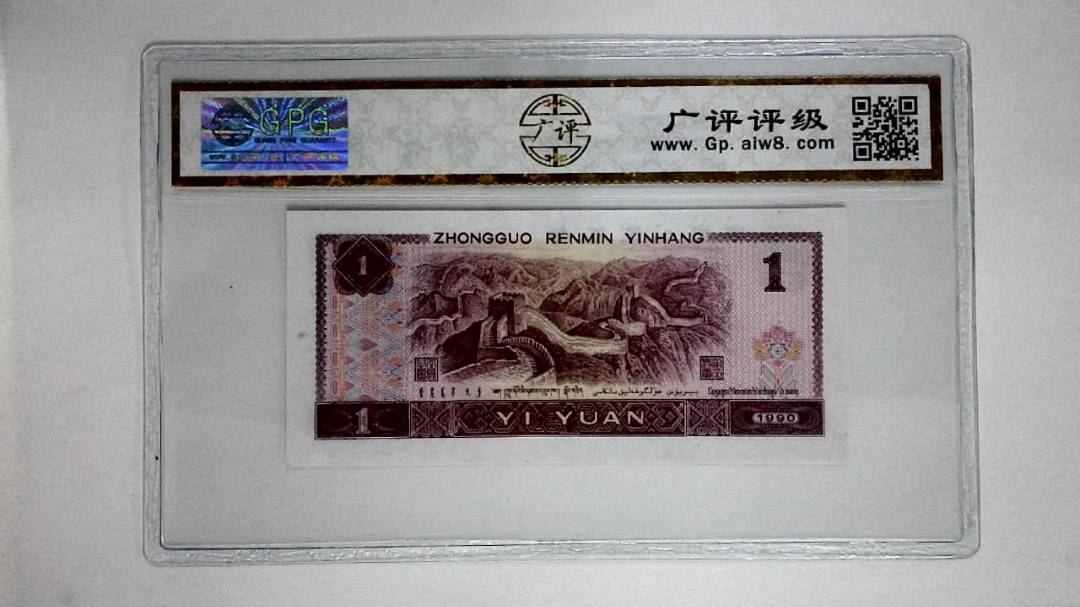 GPG
广评
广评评级
www.Gp.aiw8.com
ZHONGGUO RENMIN YINHANG
1
1
1
YI YUAN
1990